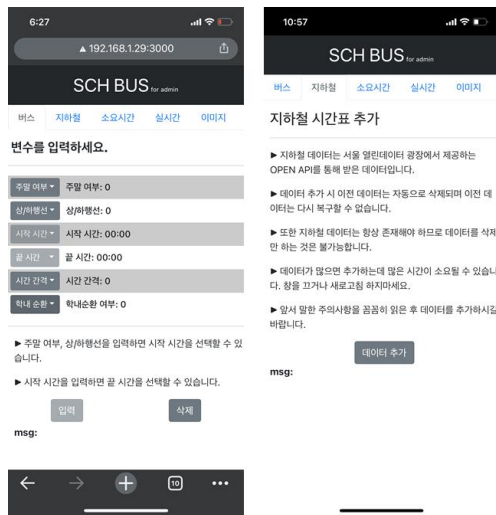 6:27
192.168.1.29:3000
SCH BUS for admin
버스 지하철 소요시간 실시간 이미지
변수를 입력하세요.
주말 여부 주말 여부: 0
상/하행선 상/하행선: 0
시작 시간 시작 시간: 00:00
끝 시간 끝 시간: 00:00
시간 간격 시간 간격: 0
학내 순환 학내순환 여부: 0
▶ 주말 여부, 상/하행선을 입력하면 시작 시간을 선택할 수 있
습니다.
▶ 시작 시간을 입력하면 끝 시간을 선택할 수 있습니다.
입력 삭제
msg:
10
10:57
SCH BUS for admin
버스 지하철 소요시간 실시간 이미지
지하철 시간표 추가
▶ 지하철 데이터는 서울 열린데이터 광장에서 제공하는
OPEN API를 통해 받은 데이터입니다.
▶ 데이터 추가 시 이전 데이터는 자동으로 삭제되며 이전 데
이터는 다시 복구할 수 없습니다.
▶ 또한 지하철 데이터는 항상 존재해야 하므로 데이터를 삭제
만 하는 것은 불가능합니다.
▶ 데이터가 많으면 추가하는데 많은 시간이 소요될 수 있습니
다. 창을 끄거나 새로고침 하지마세요.
▶ 앞서 말한 주의사항을 꼼꼼히 읽은 후 데이터를 추가하시길
바랍니다.
데이터 추가
msg: